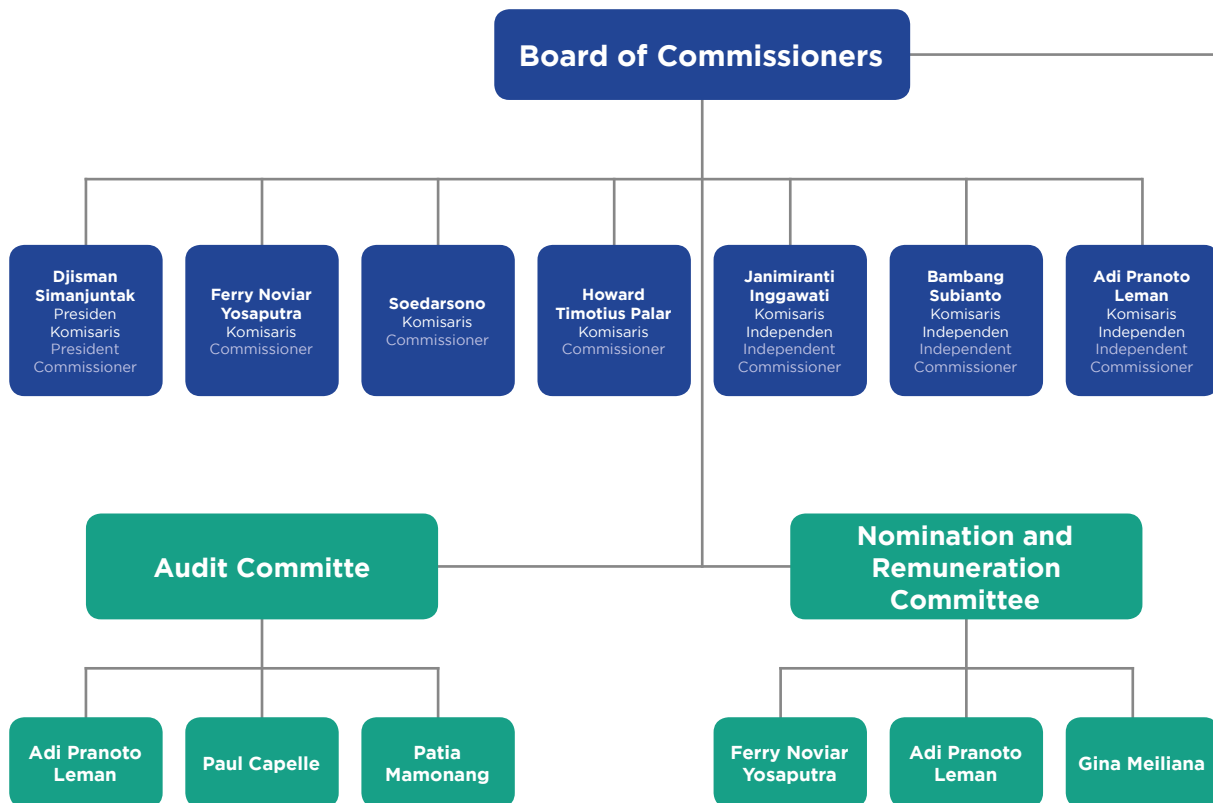 Board of Commissioners
Djisman
Simanjuntak
Presiden
Komisaris
President
Commissioner
Ferry Noviar
Yosaputra
Komisaris
Commissioner
Soedarsono
Komisaris
Commissioner
Howard
Timotius Palar
Komisaris
Commissioner
Janimiranti
Inggawati
Komisaris
Independen
Independent
Commissioner
Bambang
Subianto
Komisaris
Independen
Independent
Commissioner
Adi Pranoto
Leman
Komisaris
Independen
Independent
Commissioner
Audit Committe
Nomination and
Remuneration
Committee
Adi Pranoto
Leman
Paul Capelle
Patia
Mamonang
Ferry Noviar
Yosaputra
Adi Pranoto
Leman
Gina Meiliana